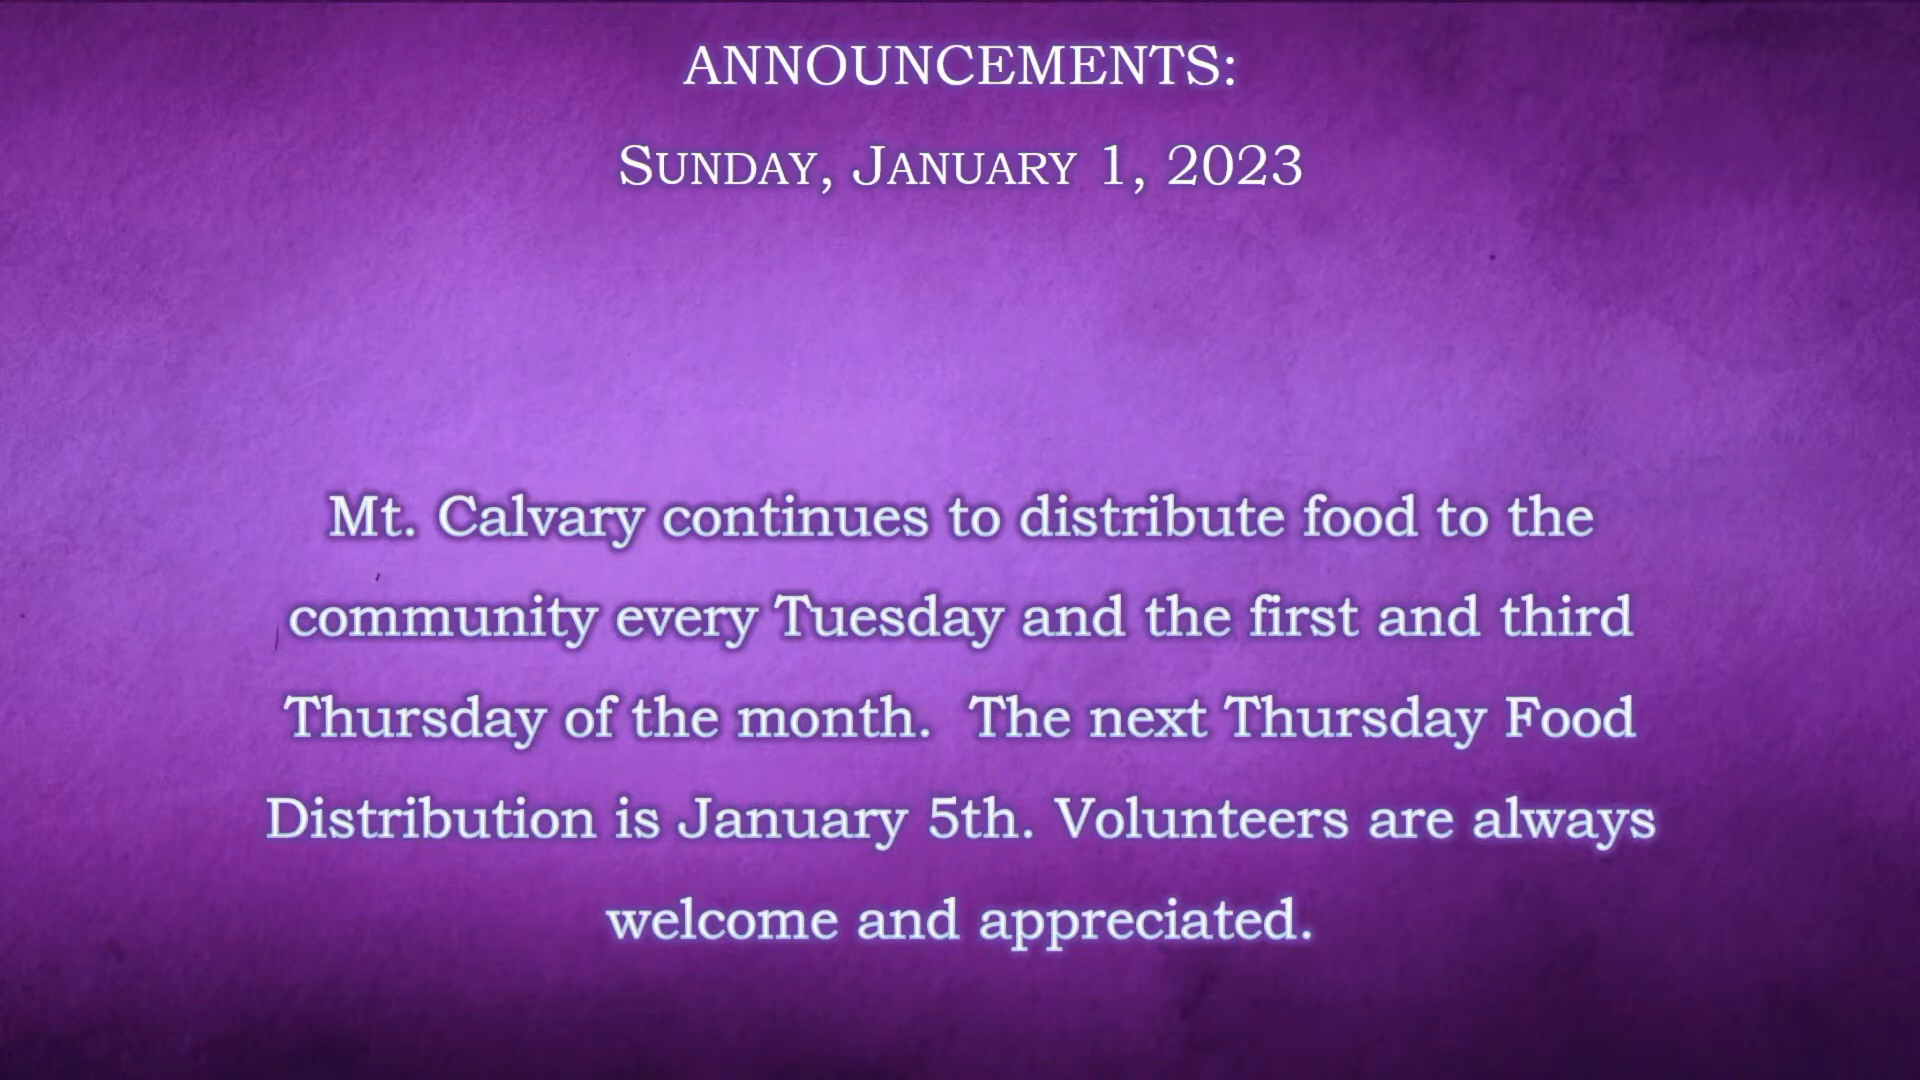 ANNOUNCEMENTS:
SUNDAY, JANUARY 1, 2023
Mt. Calvary continues to distribute food to the
community every Tuesday and the first and third
Thursday of the month.  The next Thursday Food
Distribution is January 5th. Volunteers are always
welcome and appreciated.